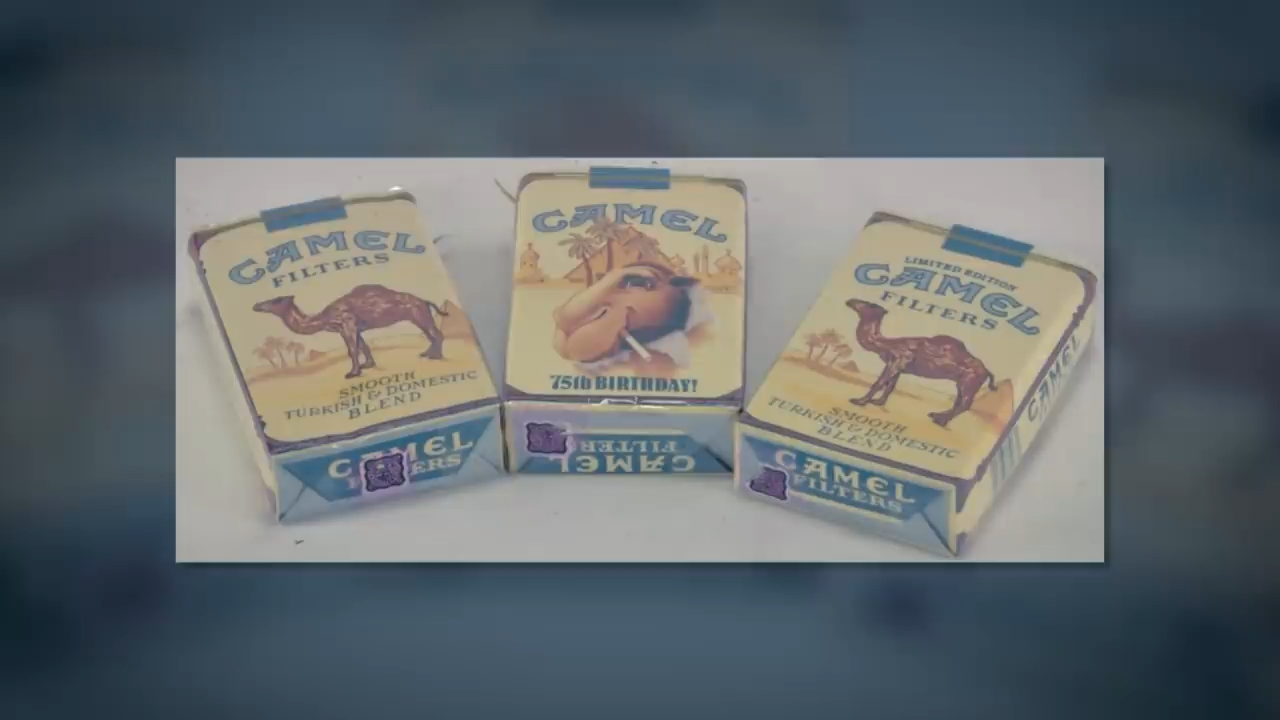 CAMEL
FILTERS
SMOOTH
TURKISH & DOMESTIC
BLEND
CAMEL
CAMEL
75th BIRTHDAY!
FILTER
CAMEL
LIMITED EDITION
CAMEL
FILTERS
SMOOTH
TURKISH & DOMESTIC
BLEND
CAMEL
FILTERS
CAMEL